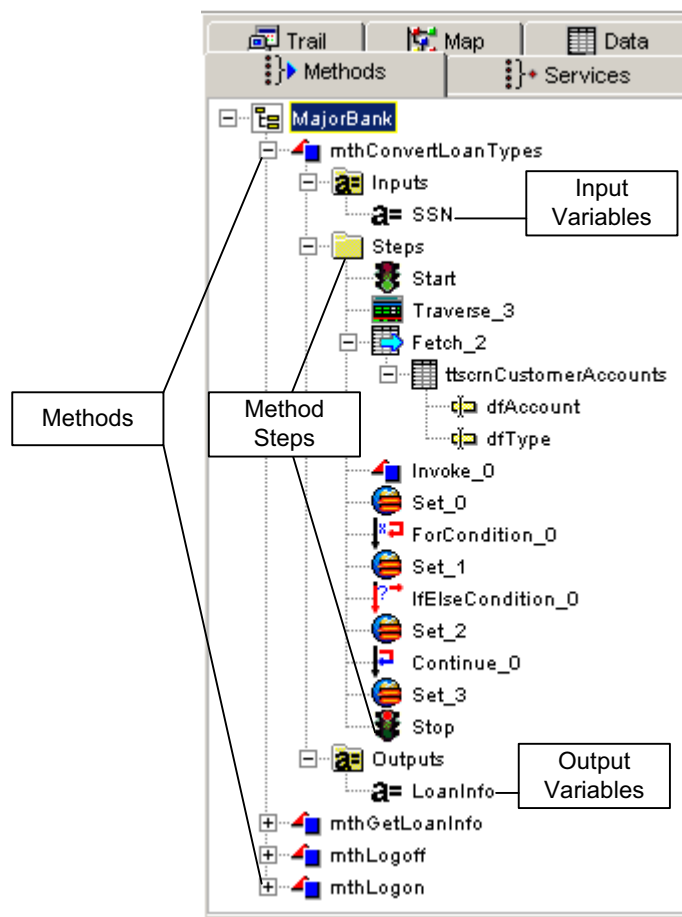 Trail
Map
Data
Methods
Services
MajorBank
mthConvertLoanTypes
Inputs
a= SSN
Input
Variables
Steps
Start
Traverse_3
Fetch_2
ttscrnCustomerAccounts
dfAccount
dfType
Methods
Method
Steps
Invoke_0
Set_0
ForCondition_0
Set_1
IfElseCondition_0
Set_2
Continue_0
Set_3
Stop
Outputs
a= LoanInfo
Output
Variables
mthGetLoanInfo
mthLogoff
mthLogon